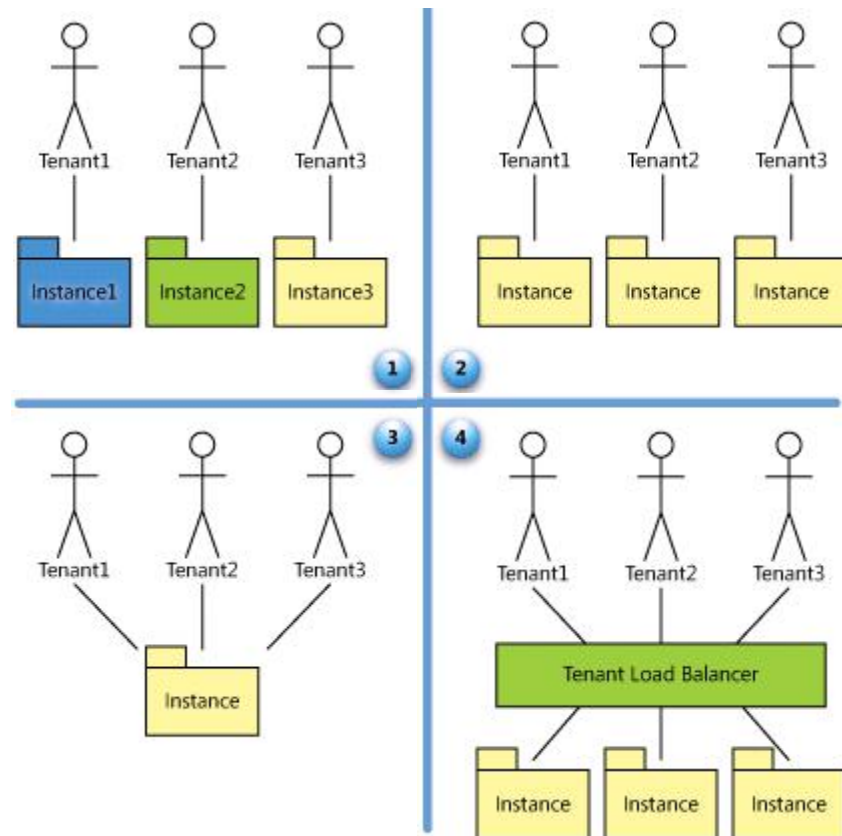 Tenant1 Tenant2 Tenant3
Instance1 Instance2 Instance3
1
Tenant1 Tenant2 Tenant3
Instance Instance Instance
2
3
Tenant1 Tenant2 Tenant3
Instance
4
Tenant1 Tenant2 Tenant3
Tenant Load Balancer
Instance Instance Instance